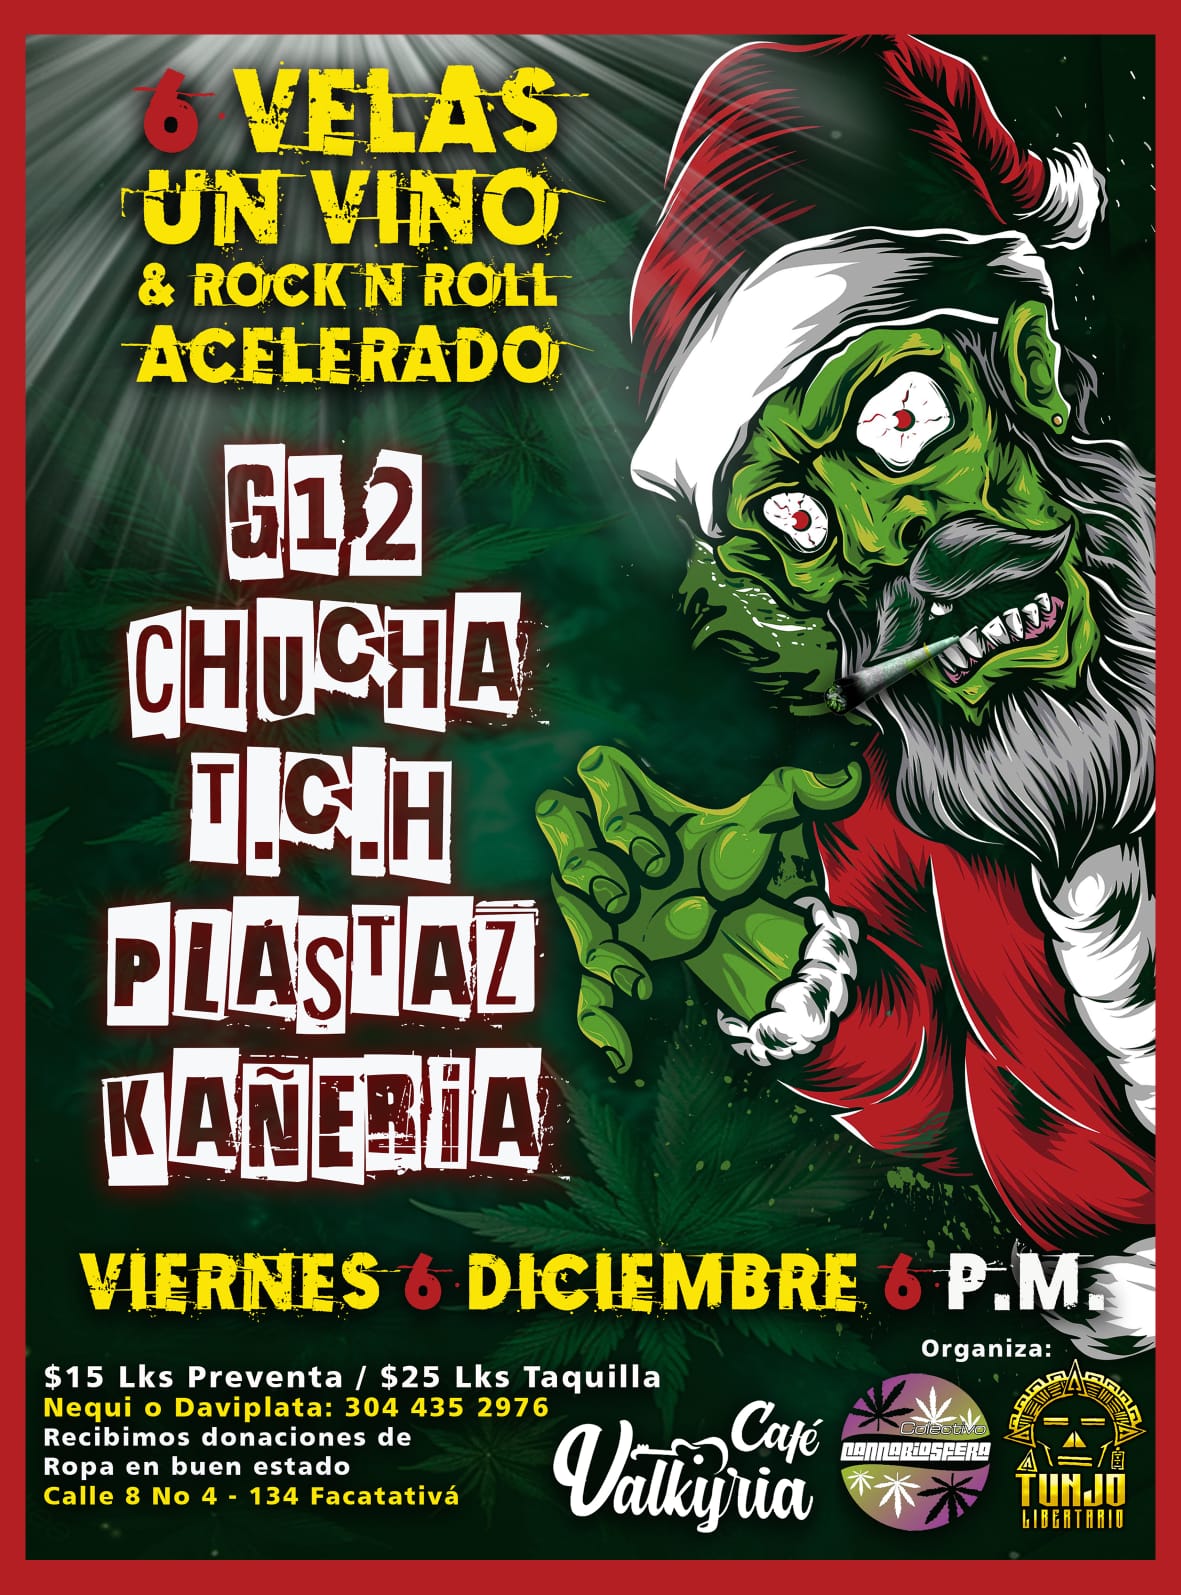 6 VELAS
UN VINO
& ROCK N ROLL
ACELERADO
G12
CHUCHA
T.C.H
PLASTAZ
KAÑERiA
VIERNES 6 DICIEMBRE 6 P.M.
Organiza:
$15 Lks Preventa / $25 Lks Taquilla
Nequi o Daviplata: 304 435 2976
Recibimos donaciones de
Ropa en buen estado
Calle 8 No 4 - 134 Facatativá
Café
Valkyria
Colectivo
CANNABIOSFERA
TUNJO
LIBERTARIO